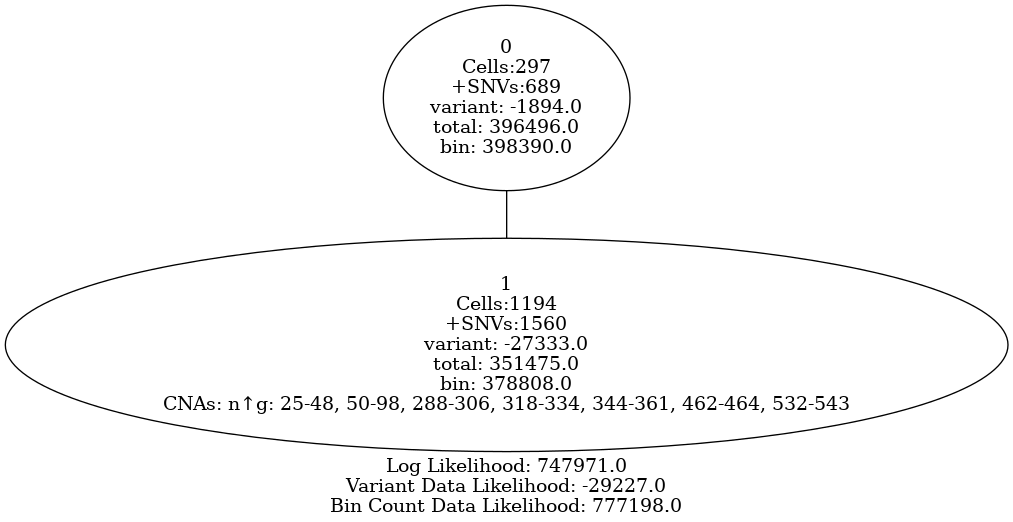 0
Cells:297
+SNVs:689
variant: -1894.0
total: 396496.0
bin: 398390.0
1
Cells:1194
+SNVs:1560
variant: -27333.0
total: 351475.0
bin: 378808.0
CNAs: n↑g: 25-48, 50-98, 288-306, 318-334, 344-361, 462-464, 532-543
Log Likelihood: 747971.0
Variant Data Likelihood: -29227.0
Bin Count Data Likelihood: 777198.0